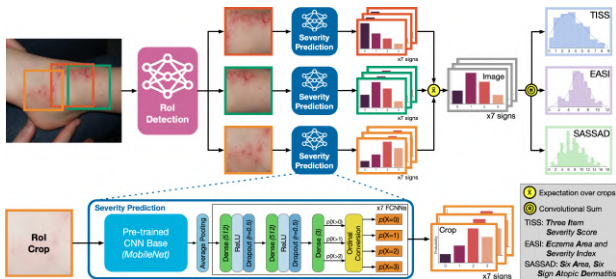 RoI
Detection
Severity
Prediction
Severity
Prediction
Severity
Prediction
x7 signs
x̄
Image
x7 signs
TISS
EASI
SASSAD
RoI
Crop
Severity Prediction
Pre-trained
CNN Base
(MobileNet)
Average Pooling
x7 FCNNs
Dense (512)
ReLU
Dropout (r=0.5)
Dense (512)
ReLU
Dropout (r=0.5)
Dense (3)
p(X>0)
p(X>1)
p(X>2)
Ordinal
Conversion
p(X=0)
p(X=1)
p(X=2)
p(X=3)
Crop
x7 signs
Expectation over crops
Convolutional Sum
TISS: Three Item
Severity Score
EASI: Eczema Area and
Severity Index
SASSAD: Six Area, Six
Sign Atopic Dermatitis